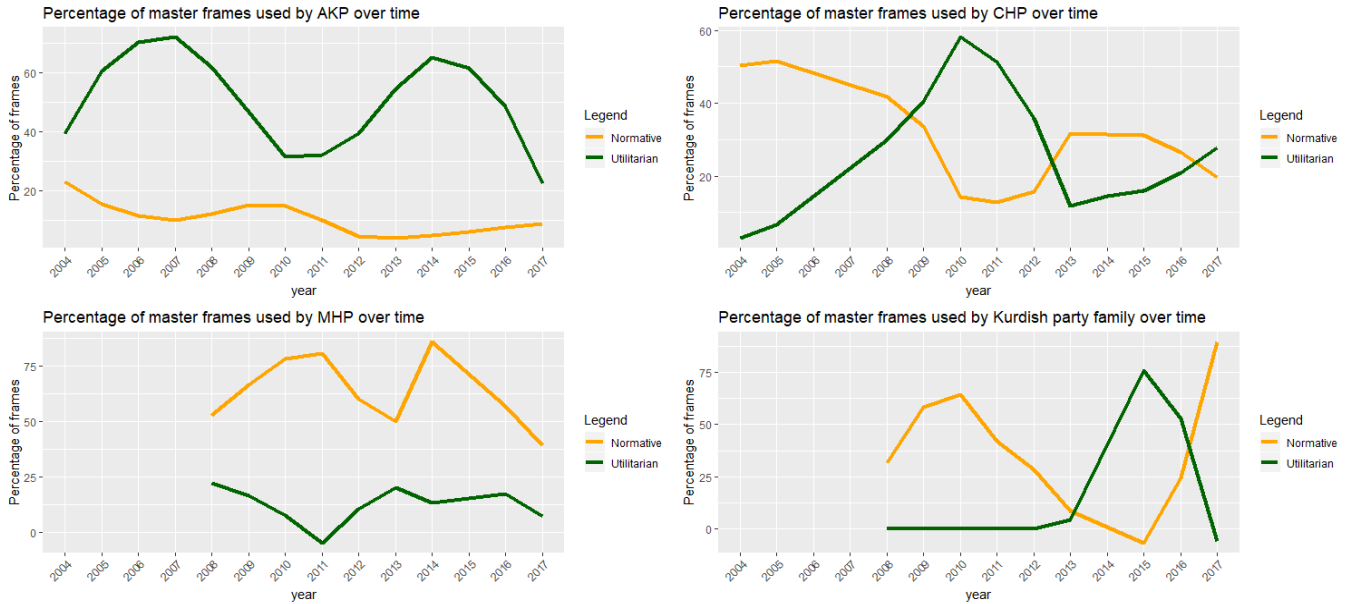 Percentage of master frames used by AKP over time
Percentage of frames
60
40
20
2004 2005 2006 2007 2008 2009 2010 2011 2012 2013 2014 2015 2016 2017
year
Legend
Normative
Utilitarian
Percentage of master frames used by CHP over time
Percentage of frames
60
40
20
2004 2005 2006 2007 2008 2009 2010 2011 2012 2013 2014 2015 2016 2017
year
Legend
Normative
Utilitarian
Percentage of master frames used by MHP over time
Percentage of frames
75
50
25
0
2004 2005 2006 2007 2008 2009 2010 2011 2012 2013 2014 2015 2016 2017
year
Legend
Normative
Utilitarian
Percentage of master frames used by Kurdish party family over time
Percentage of frames
75
50
25
0
2004 2005 2006 2007 2008 2009 2010 2011 2012 2013 2014 2015 2016 2017
year
Legend
Normative
Utilitarian